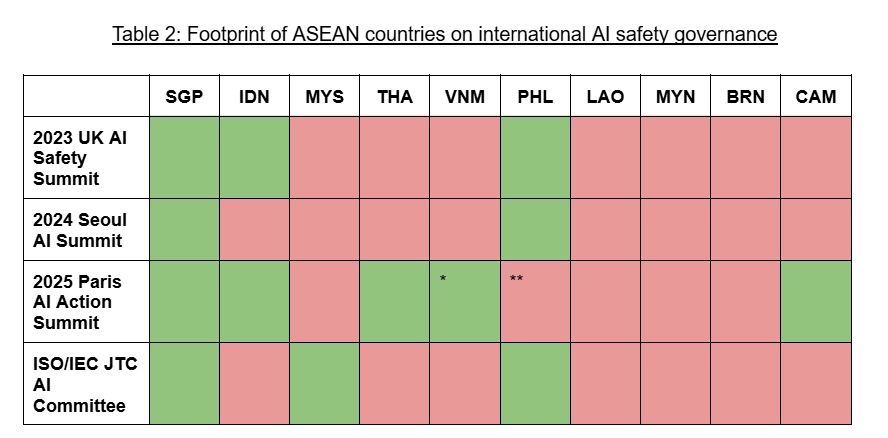 Table 2: Footprint of ASEAN countries on international AI safety governance
SGP IDN MYS THA VNM PHL LAO MYN BRN CAM
2023 UK AI
Safety
Summit
2024 Seoul
AI Summit
2025 Paris
AI Action
Summit
* **
ISO/IEC JTC
AI
Committee